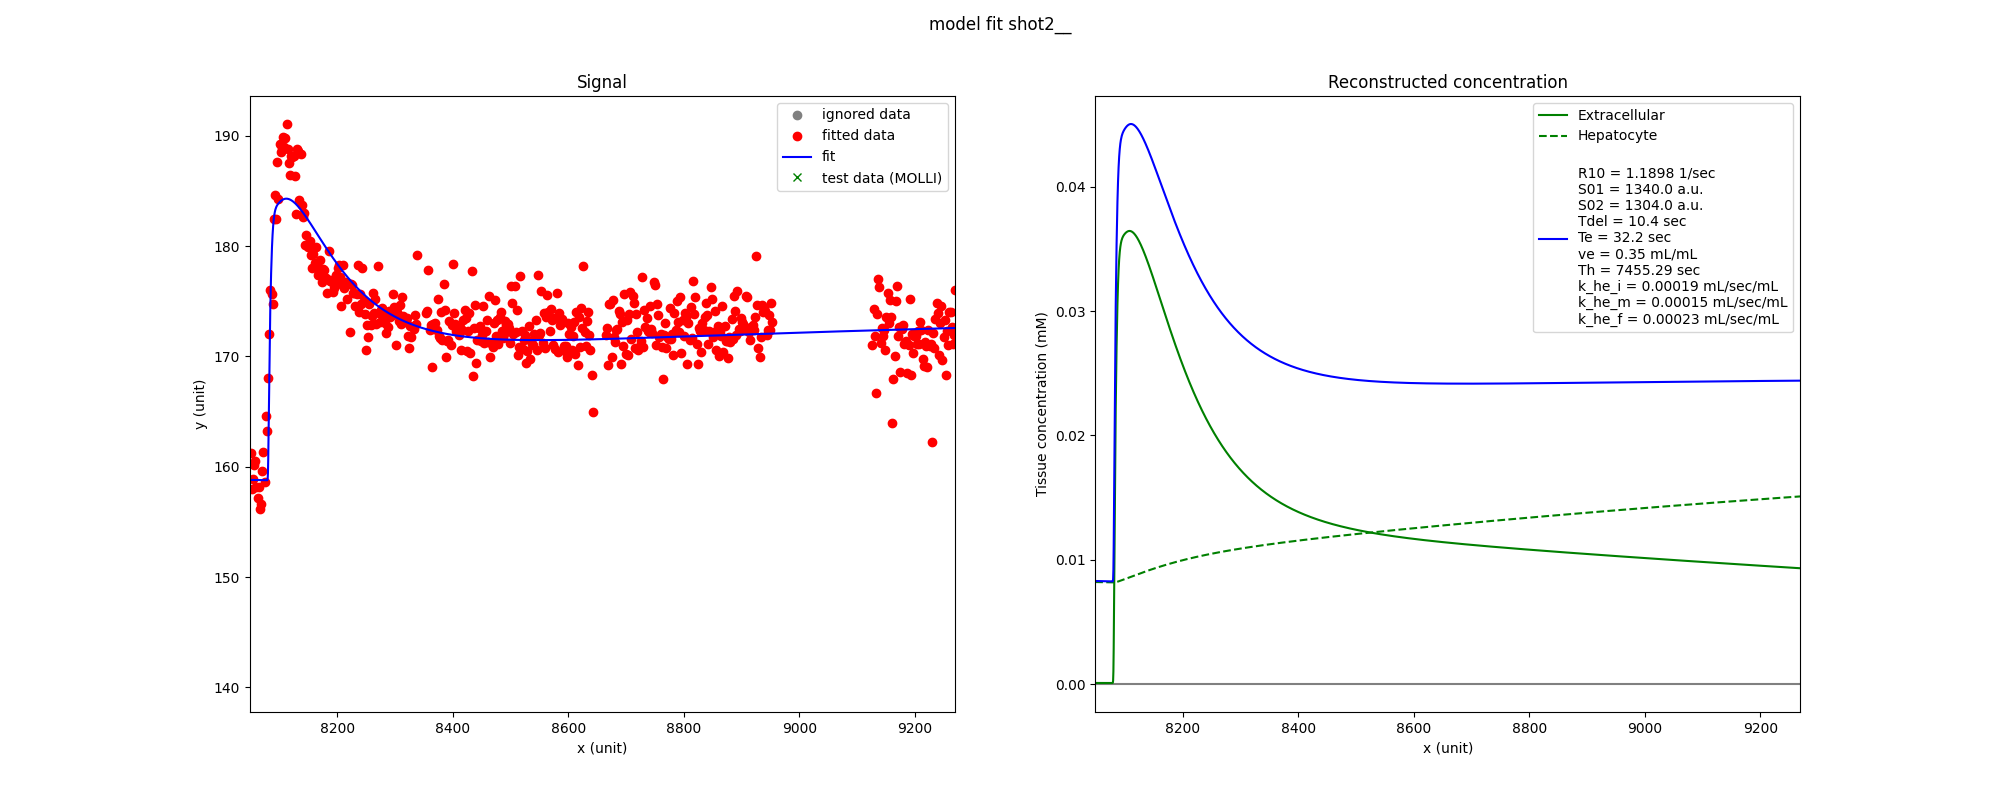 model fit shot2__
Signal
190
180
170
160
150
140
y (unit)
8200 8400 8600 8800 9000 9200
x (unit)
ignored data
fitted data
fit
test data (MOLLI)
Reconstructed concentration
0.04
0.03
0.02
0.01
0.00
Tissue concentration (mM)
8200 8400 8600 8800 9000 9200
x (unit)
Extracellular
Hepatocyte
R10 = 1.1898 1/sec
S01 = 1340.0 a.u.
S02 = 1304.0 a.u.
Tdel = 10.4 sec
Te = 32.2 sec
ve = 0.35 mL/mL
Th = 7455.29 sec
k_he_i = 0.00019 mL/sec/mL
k_he_m = 0.00015 mL/sec/mL
k_he_f = 0.00023 mL/sec/mL